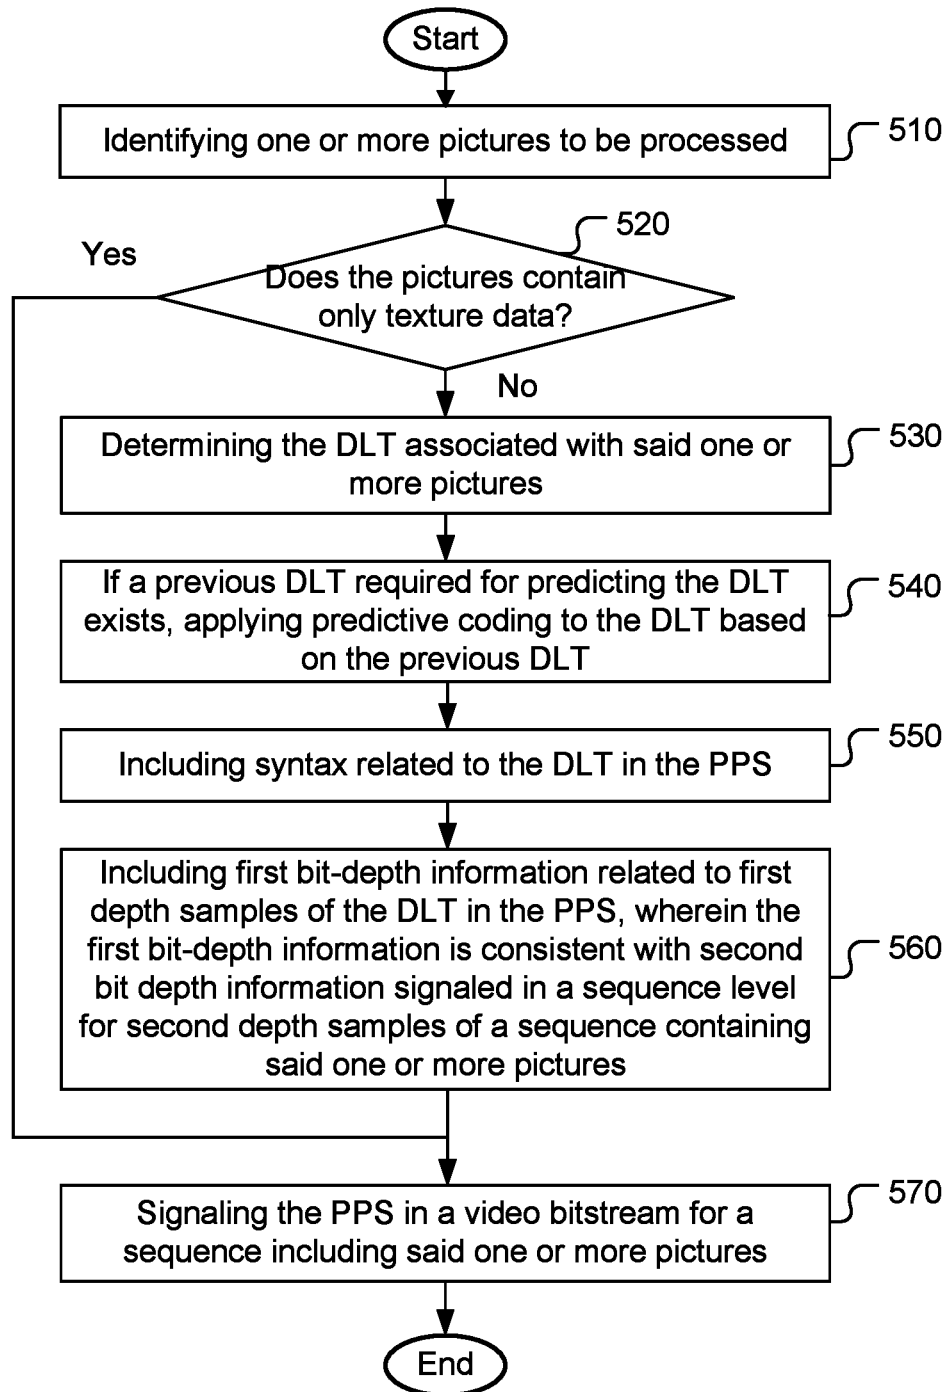 Start
Identifying one or more pictures to be processed
510
520
Yes
Does the pictures contain
only texture data?
No
Determining the DLT associated with said one or
more pictures
530
If a previous DLT required for predicting the DLT
exists, applying predictive coding to the DLT based
on the previous DLT
540
Including syntax related to the DLT in the PPS
550
Including first bit-depth information related to first
depth samples of the DLT in the PPS, wherein the
first bit-depth information is consistent with second
bit depth information signaled in a sequence level
for second depth samples of a sequence containing
said one or more pictures
560
Signaling the PPS in a video bitstream for a
sequence including said one or more pictures
570
End